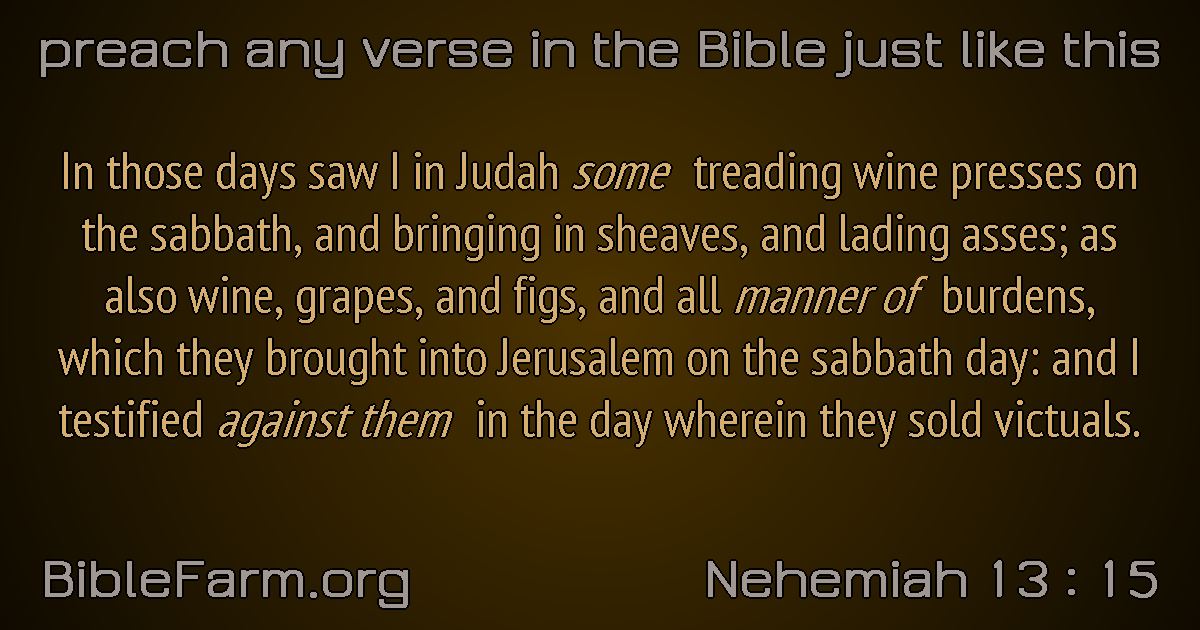 preach any verse in the Bible just like this
In those days saw I in Judah some treading wine presses on
the sabbath, and bringing in sheaves, and lading asses; as
also wine, grapes, and figs, and all manner of burdens,
which they brought into Jerusalem on the sabbath day: and I
testified against them in the day wherein they sold victuals.
BibleFarm.org
Nehemiah 13 : 15